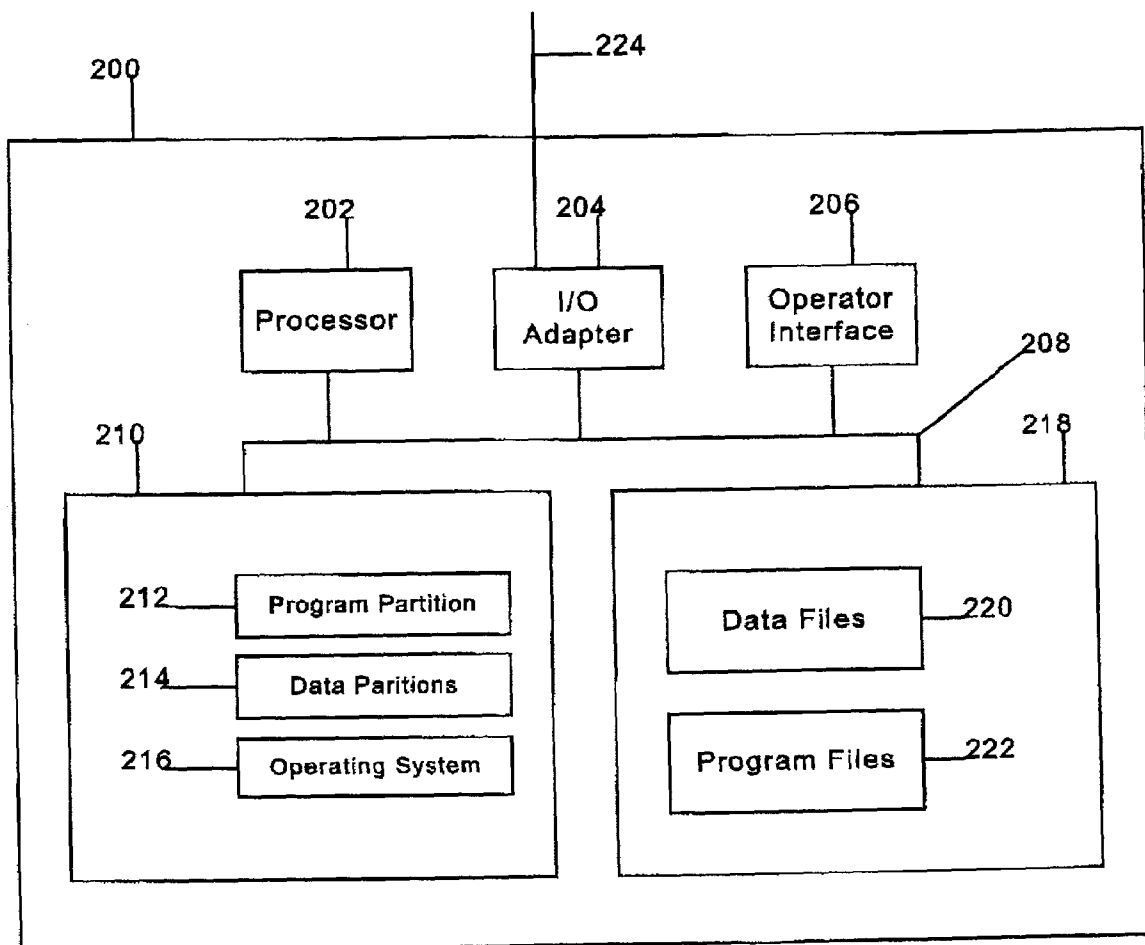 224
200
202
204
206
Processor
I/O
Adapter
Operator
Interface
208
210
218
212
Program Partition
214
Data Paritions
216
Operating System
Data Files
220
Program Files
222